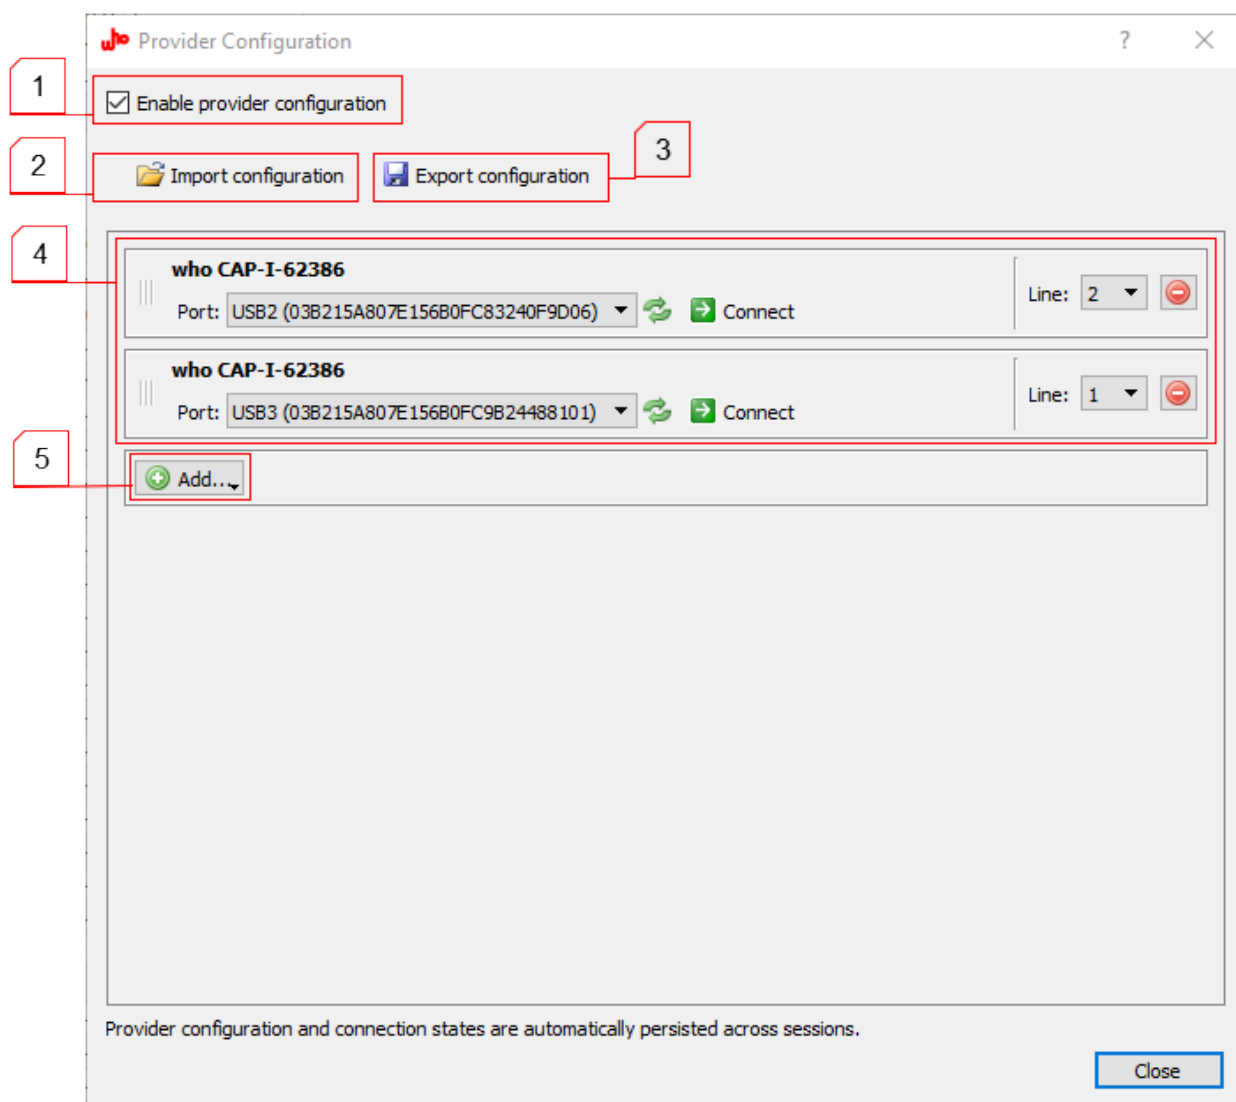 who Provider Configuration ?
1
Enable provider configuration
2
Import configuration
Export configuration
3
4
who CAP-I-62386
Port: USB2 (03B215A807E156B0FC83240F9D06) Connect
Line: 2
who CAP-I-62386
Port: USB3 (03B215A807E156B0FC9B24488101) Connect
Line: 1
5
Add...
Provider configuration and connection states are automatically persisted across sessions.
Close